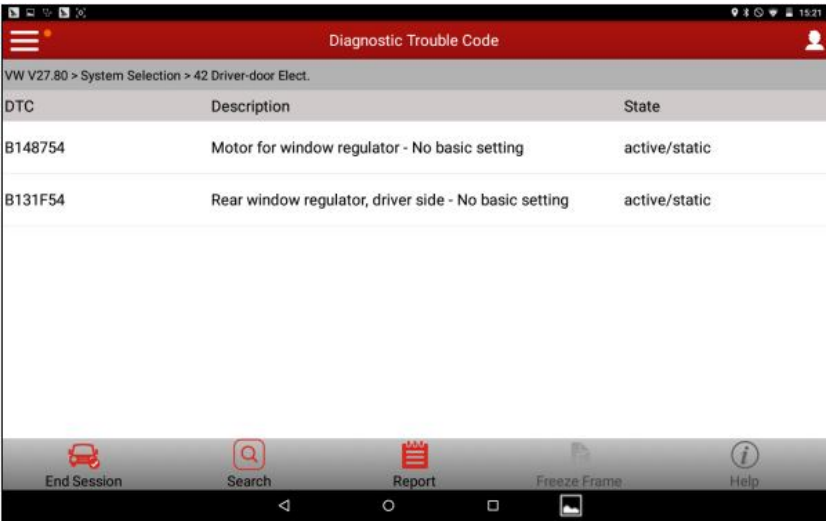 15:21
Diagnostic Trouble Code
VW V27.80 > System Selection > 42 Driver-door Elect.
DTC Description State
B148754 Motor for window regulator - No basic setting active/static
B131F54 Rear window regulator, driver side - No basic setting active/static
End Session Search Report Freeze Frame Help